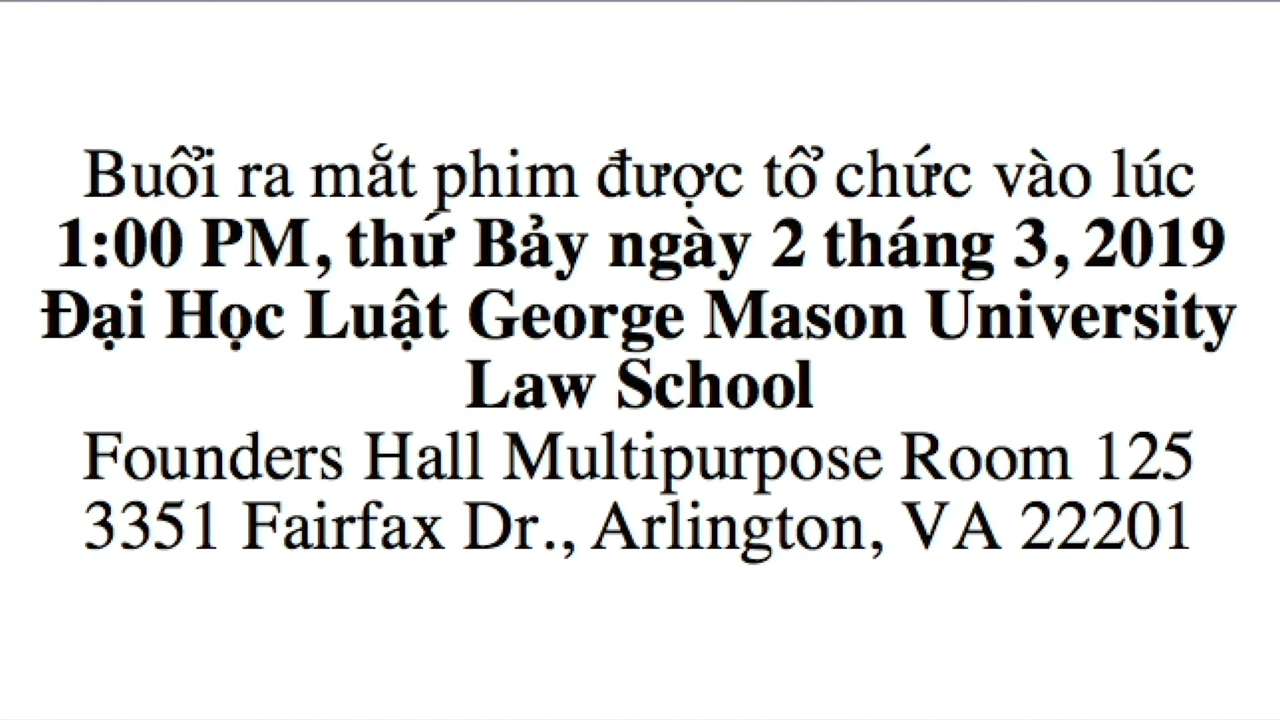 Buổi ra mắt phim được tổ chức vào lúc
1:00 PM, thứ Bảy ngày 2 tháng 3, 2019
Đại Học Luật George Mason University
Law School
Founders Hall Multipurpose Room 125
3351 Fairfax Dr., Arlington, VA 22201